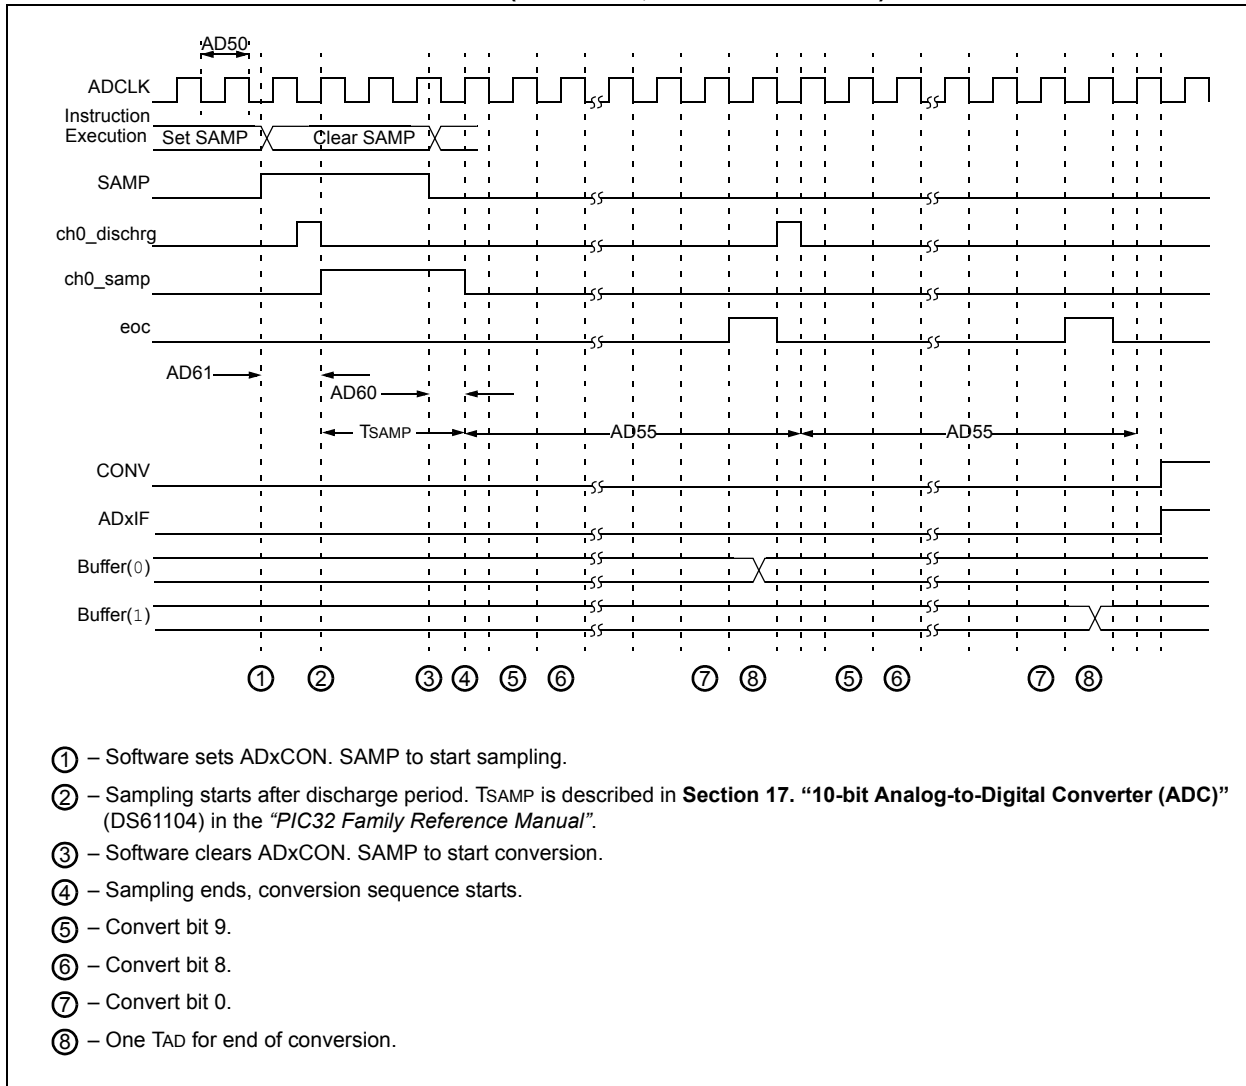 AD50
ADCLK
Instruction
Execution
Set SAMP
Clear SAMP
SAMP
ch0_dischrg
ch0_samp
eoc
AD61
AD60
TSAMP
AD55
AD55
CONV
ADxIF
Buffer(0)
Buffer(1)
1 2 3 4 5 6 7 8 5 6 7 8
1 – Software sets ADxCON. SAMP to start sampling.
2 – Sampling starts after discharge period. TSAMP is described in Section 17. “10-bit Analog-to-Digital Converter (ADC)”
(DS61104) in the “PIC32 Family Reference Manual”.
3 – Software clears ADxCON. SAMP to start conversion.
4 – Sampling ends, conversion sequence starts.
5 – Convert bit 9.
6 – Convert bit 8.
7 – Convert bit 0.
8 – One TAD for end of conversion.